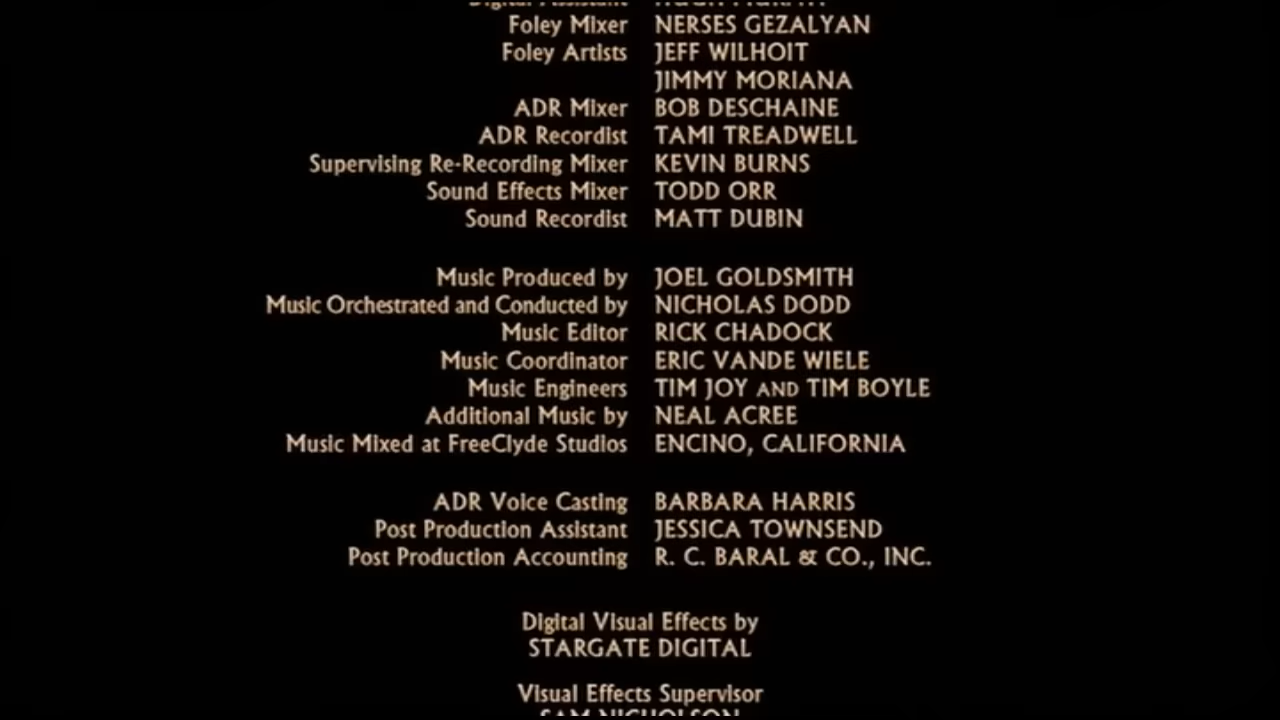 Foley Mixer NERSES GEZALYAN
Foley Artists JEFF WILHOIT
JIMMY MORIANA
ADR Mixer BOB DESCHAINE
ADR Recordist TAMI TREADWELL
Supervising Re-Recording Mixer KEVIN BURNS
Sound Effects Mixer TODD ORR
Sound Recordist MATT DUBIN
Music Produced by JOEL GOLDSMITH
Music Orchestrated and Conducted by NICHOLAS DODD
Music Editor RICK CHADOCK
Music Coordinator ERIC VANDE WIELE
Music Engineers TIM JOY AND TIM BOYLE
Additional Music by NEAL ACREE
Music Mixed at FreeClyde Studios ENCINO, CALIFORNIA
ADR Voice Casting BARBARA HARRIS
Post Production Assistant JESSICA TOWNSEND
Post Production Accounting R. C. BARAL & CO., INC.
Digital Visual Effects by
STARGATE DIGITAL
Visual Effects Supervisor
SAM NICHOLSON